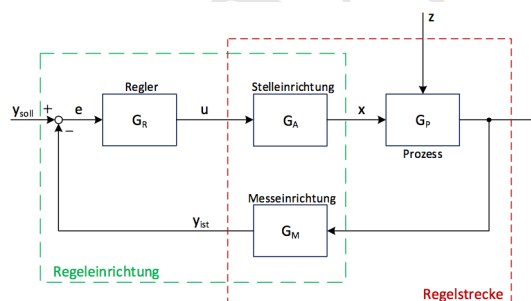 z
Regler
Stelleinrichtung
y_soll + e G_R u G_A x G_P
−
Prozess
Messeinrichtung
y_ist G_M
Regeleinrichtung
Regelstrecke